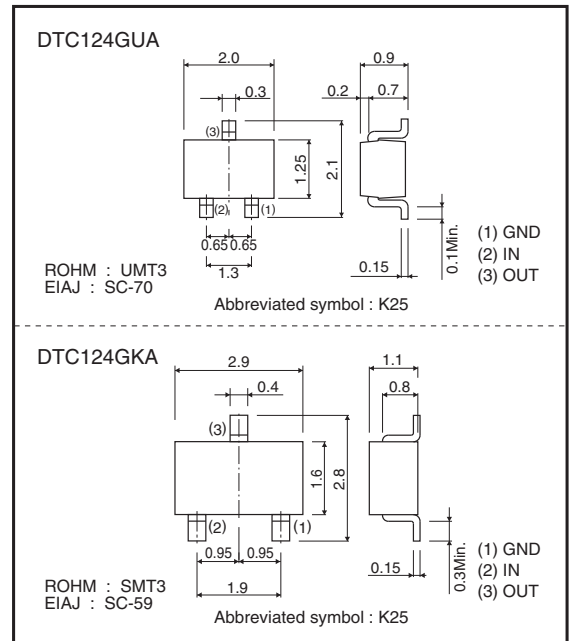 DTC124GUA
2.0
0.3
0.9
0.2 0.7
(3)
1.25
2.1
(2) (1)
0.65 0.65
1.3
0.15
0.1Min.
(1) GND
(2) IN
(3) OUT
ROHM : UMT3
EIAJ : SC-70
Abbreviated symbol : K25
DTC124GKA
2.9
0.4
1.1
0.8
(3)
1.6
2.8
(2) (1)
0.95 0.95
1.9
0.15
0.3Min.
(1) GND
(2) IN
(3) OUT
ROHM : SMT3
EIAJ : SC-59
Abbreviated symbol : K25